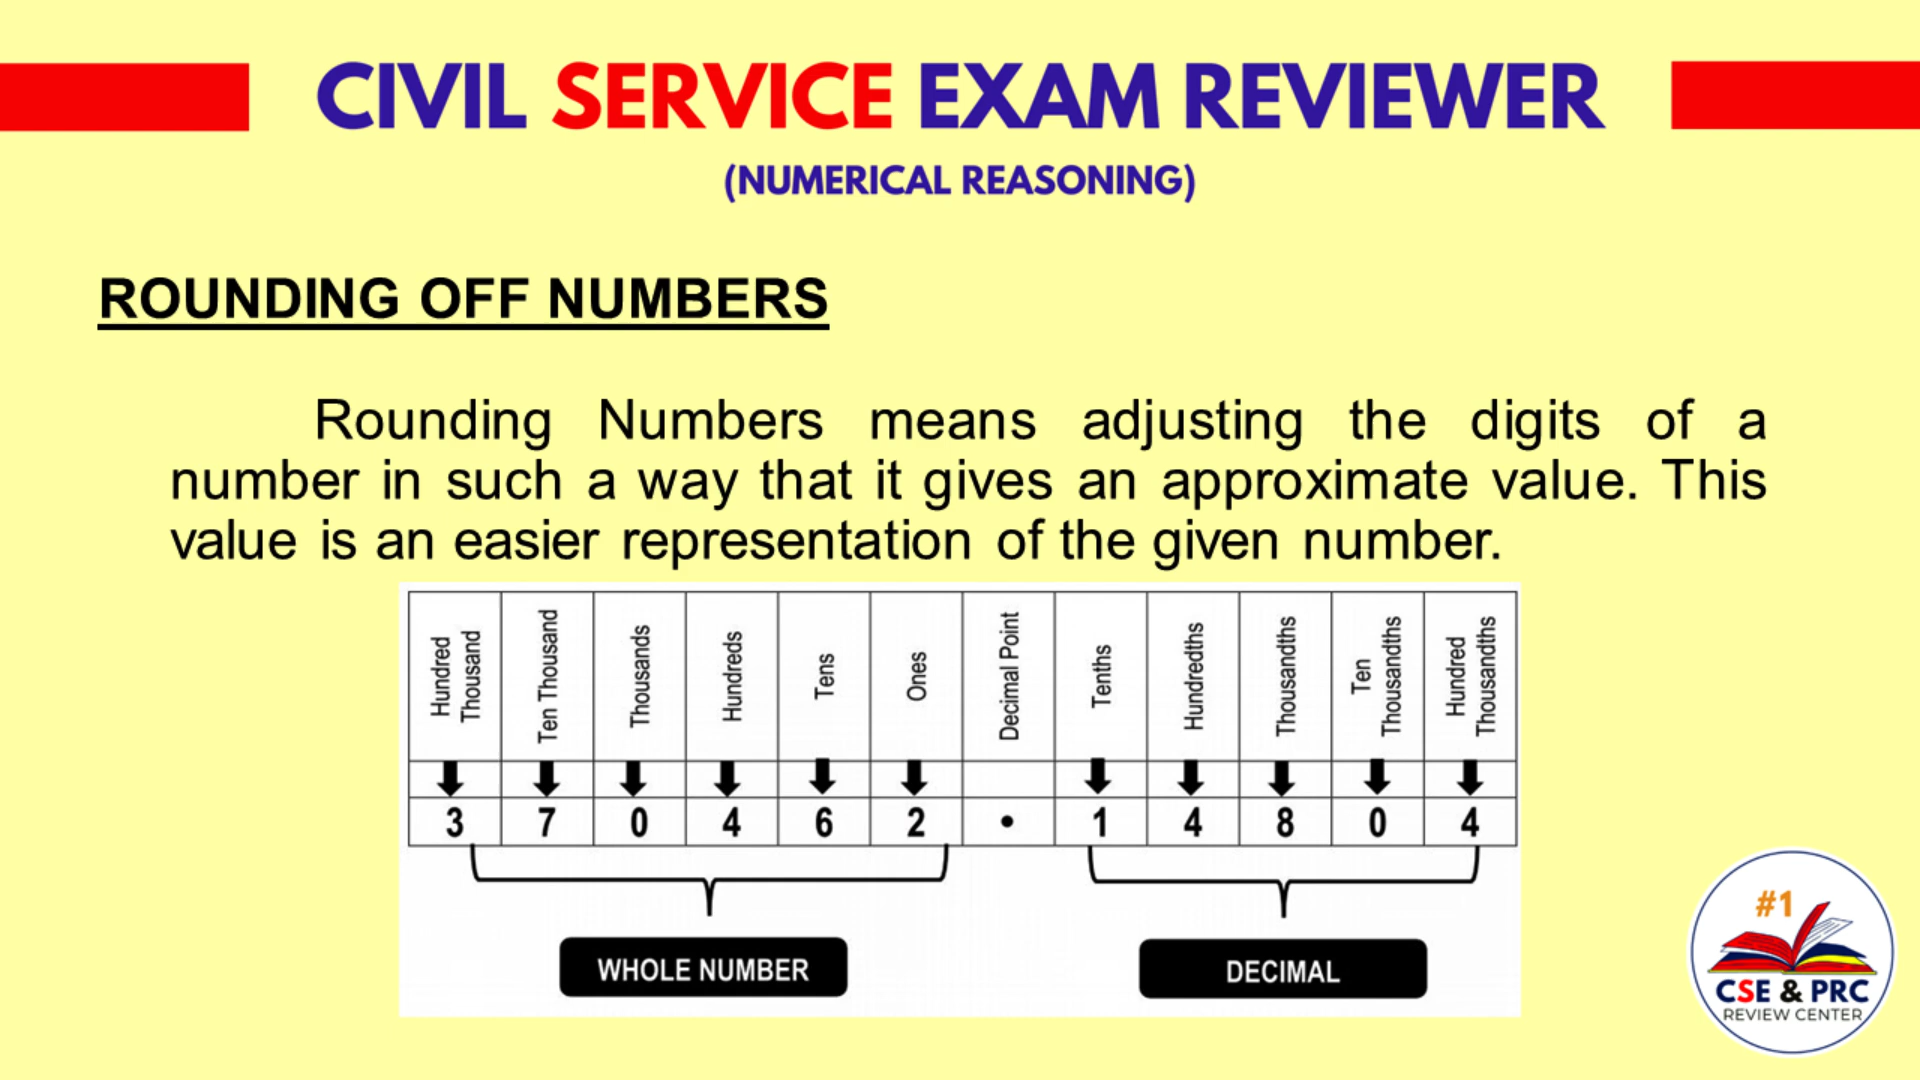 CIVIL SERVICE EXAM REVIEWER
(NUMERICAL REASONING)
ROUNDING OFF NUMBERS
Rounding Numbers means adjusting the digits of a
number in such a way that it gives an approximate value. This
value is an easier representation of the given number.
Hundred Thousand
Ten Thousand
Thousands
Hundreds
Tens
Ones
Decimal Point
Tenths
Hundredths
Thousandths
Ten Thousandths
Hundred Thousandths
3 7 0 4 6 2 • 1 4 8 0 4
WHOLE NUMBER
DECIMAL
#1
CSE & PRC
REVIEW CENTER